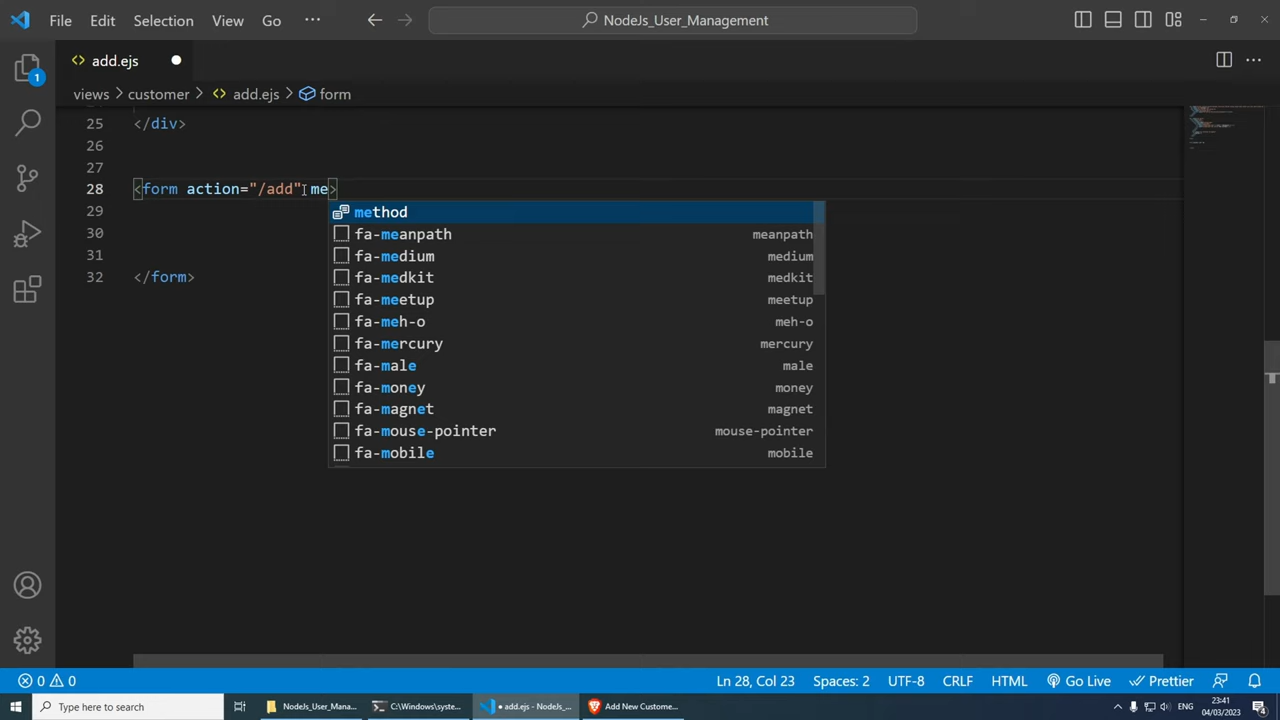 File Edit Selection View Go ··· NodeJs_User_Management
add.ejs
views > customer > add.ejs > form
25 </div>
26
27
28 <form action="/add" me>
29
30
31
32 </form>
method
fa-meanpath meanpath
fa-medium medium
fa-medkit medkit
fa-meetup meetup
fa-meh-o meh-o
fa-mercury mercury
fa-male male
fa-money money
fa-magnet magnet
fa-mouse-pointer mouse-pointer
fa-mobile mobile
1
0 0 Ln 28, Col 23 Spaces: 2 UTF-8 CRLF HTML Go Live Prettier
Type here to search NodeJs_User_Mana... C:\Windows\syste... ● add.ejs - NodeJs_... Add New Custome... ENG 23:41
04/03/2023 4